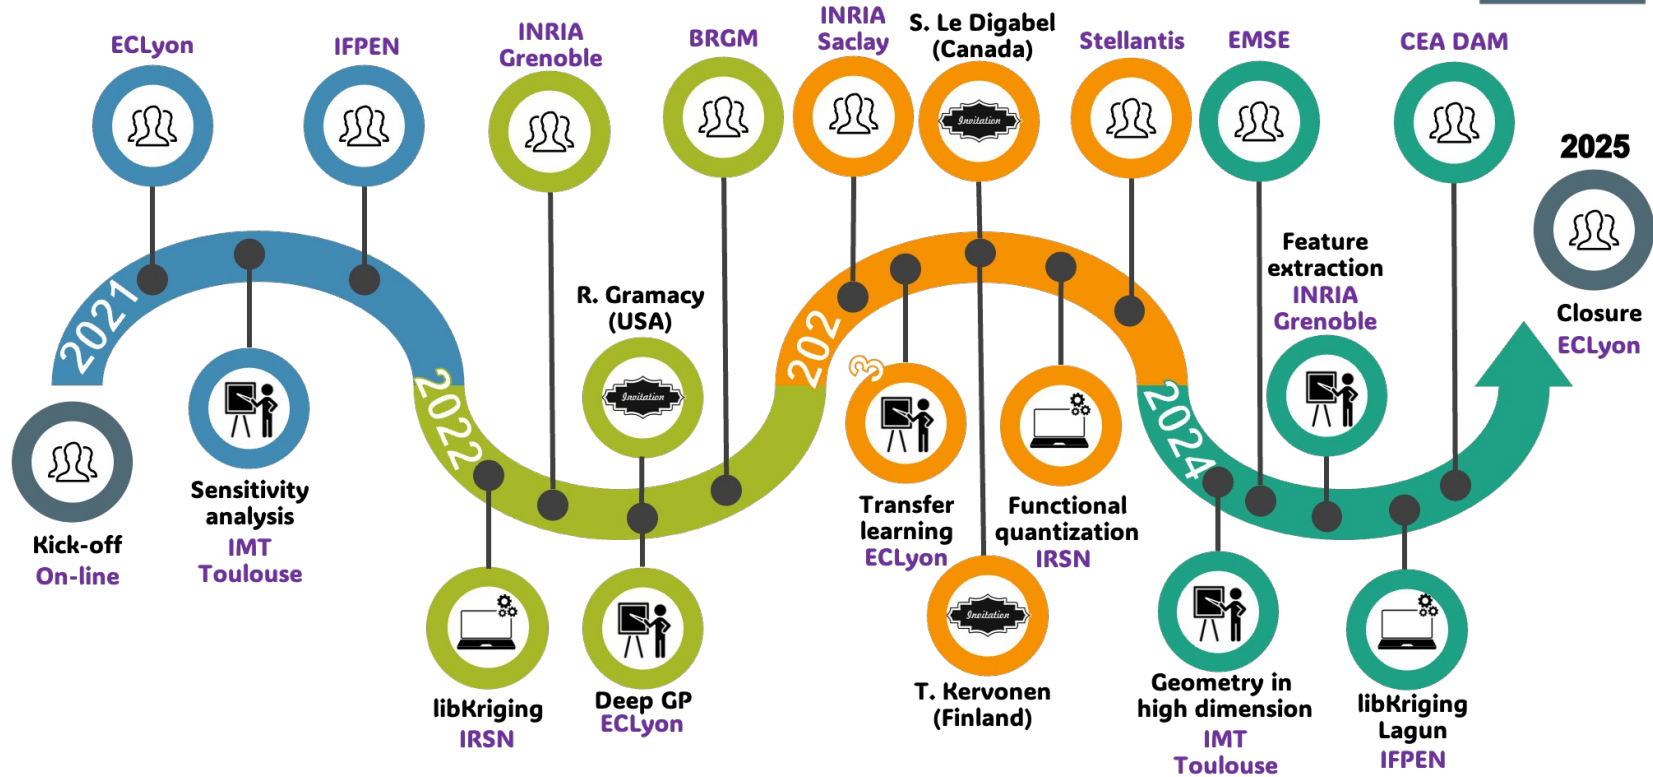 ECLyon
IFPEN
INRIA
Grenoble
BRGM
INRIA
Saclay
S. Le Digabel
(Canada)
Invitation
Stellantis
EMSE
CEA DAM
2025
Closure
ECLyon
2021
Kick-off
On-line
Sensitivity
analysis
IMT
Toulouse
2022
libKriging
IRSN
R. Gramacy
(USA)
Invitation
Deep GP
ECLyon
2023
Transfer
learning
ECLyon
Functional
quantization
IRSN
Invitation
T. Kervonen
(Finland)
2024
Geometry in
high dimension
IMT
Toulouse
Feature
extraction
INRIA
Grenoble
libKriging
Lagun
IFPEN